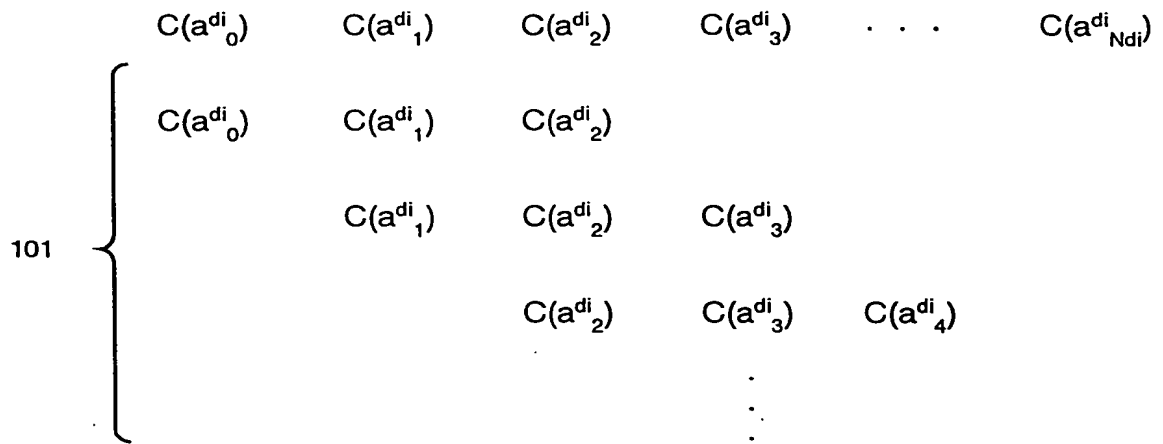 C(a^di_0) C(a^di_1) C(a^di_2) C(a^di_3) . . . C(a^di_Ndi)
C(a^di_0) C(a^di_1) C(a^di_2)
C(a^di_1) C(a^di_2) C(a^di_3)
101
C(a^di_2) C(a^di_3) C(a^di_4)
.
.
.